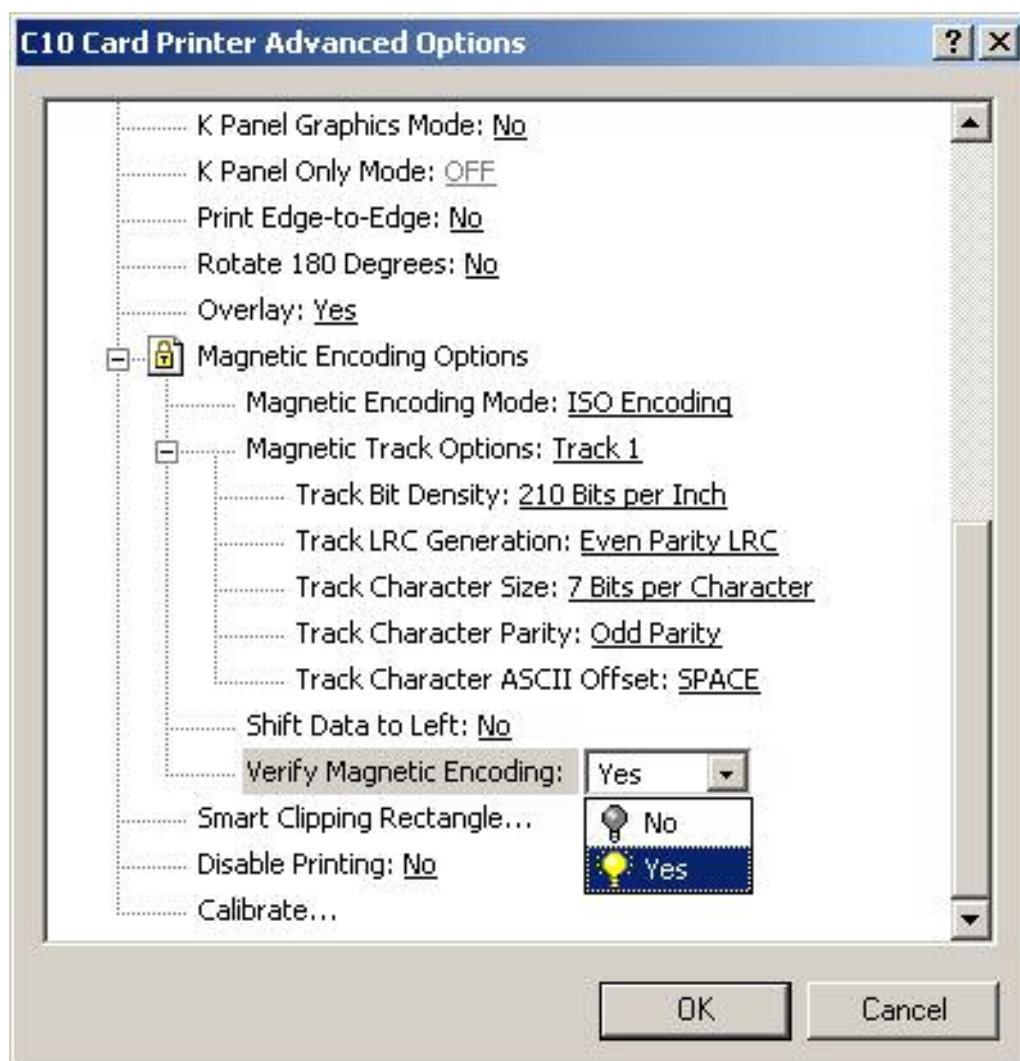 C10 Card Printer Advanced Options
K Panel Graphics Mode: No
K Panel Only Mode: OFF
Print Edge-to-Edge: No
Rotate 180 Degrees: No
Overlay: Yes
Magnetic Encoding Options
Magnetic Encoding Mode: ISO Encoding
Magnetic Track Options: Track 1
Track Bit Density: 210 Bits per Inch
Track LRC Generation: Even Parity LRC
Track Character Size: 7 Bits per Character
Track Character Parity: Odd Parity
Track Character ASCII Offset: SPACE
Shift Data to Left: No
Verify Magnetic Encoding: Yes
Smart Clipping Rectangle... No
Disable Printing: No Yes
Calibrate...
OK Cancel